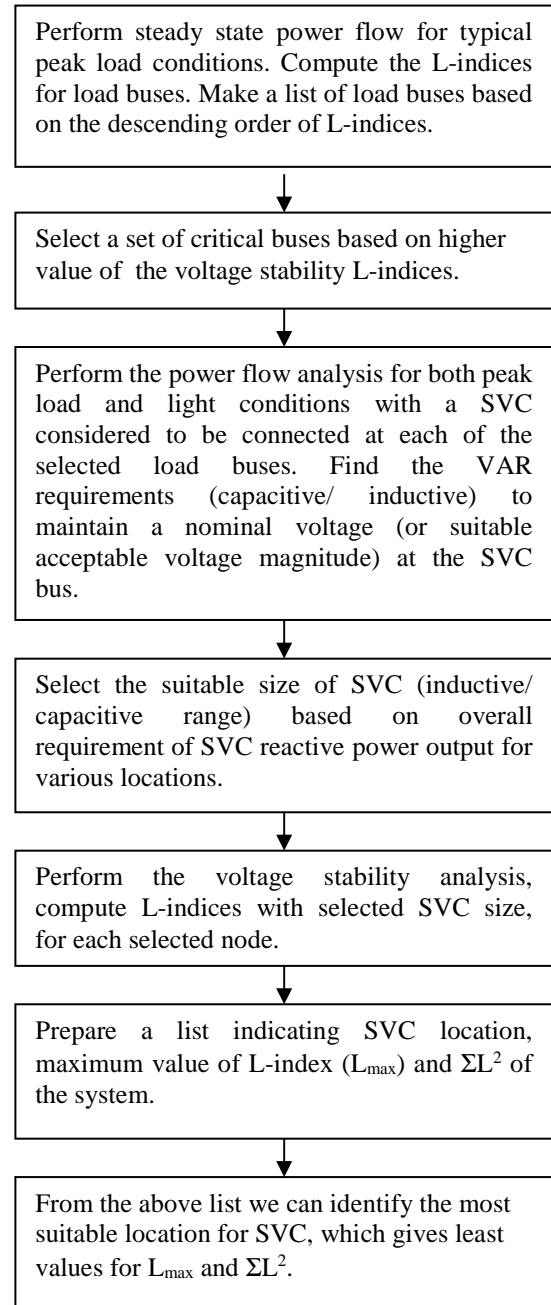 Perform steady state power flow for typical
peak load conditions. Compute the L-indices
for load buses. Make a list of load buses based
on the descending order of L-indices.
Select a set of critical buses based on higher
value of the voltage stability L-indices.
Perform the power flow analysis for both peak
load and light conditions with a SVC
considered to be connected at each of the
selected load buses. Find the VAR
requirements (capacitive/ inductive) to
maintain a nominal voltage (or suitable
acceptable voltage magnitude) at the SVC
bus.
Select the suitable size of SVC (inductive/
capacitive range) based on overall
requirement of SVC reactive power output for
various locations.
Perform the voltage stability analysis,
compute L-indices with selected SVC size,
for each selected node.
Prepare a list indicating SVC location,
maximum value of L-index (Lmax) and ΣL² of
the system.
From the above list we can identify the most
suitable location for SVC, which gives least
values for Lmax and ΣL².